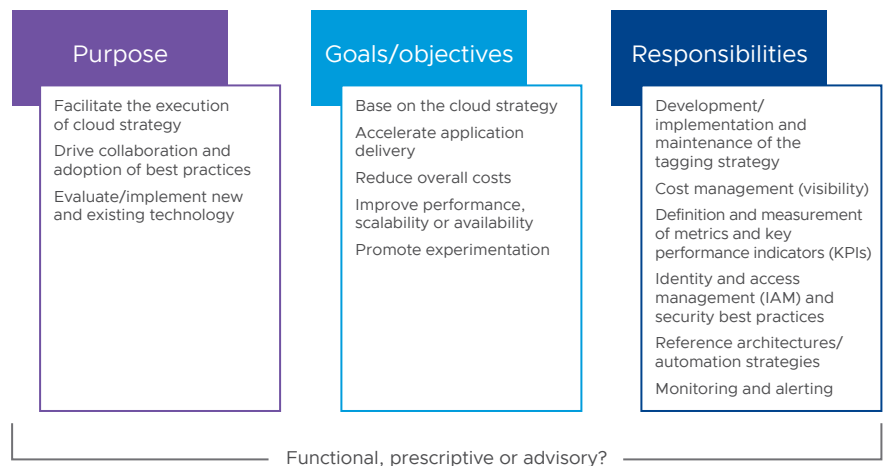 Purpose
Facilitate the execution
of cloud strategy
Drive collaboration and
adoption of best practices
Evaluate/implement new
and existing technology
Goals/objectives
Base on the cloud strategy
Accelerate application
delivery
Reduce overall costs
Improve performance,
scalability or availability
Promote experimentation
Responsibilities
Development/
implementation and
maintenance of the
tagging strategy
Cost management (visibility)
Definition and measurement
of metrics and key
performance indicators (KPIs)
Identity and access
management (IAM) and
security best practices
Reference architectures/
automation strategies
Monitoring and alerting
Functional, prescriptive or advisory?